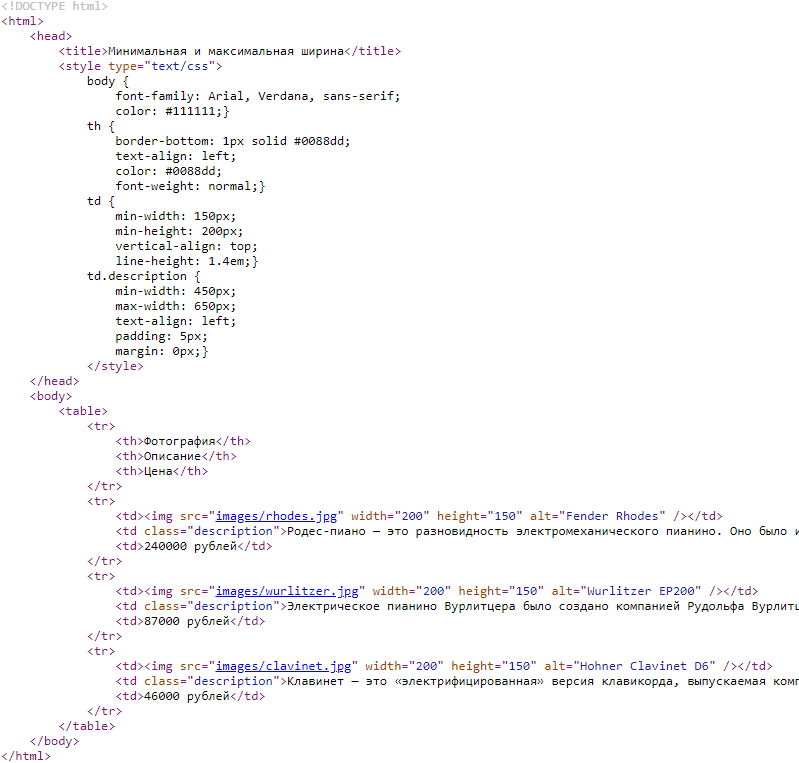 <!DOCTYPE html>
<html>
<head>
<title>Минимальная и максимальная ширина</title>
<style type="text/css">
body {
font-family: Arial, Verdana, sans-serif;
color: #111111;}
th {
border-bottom: 1px solid #0088dd;
text-align: left;
color: #0088dd;
font-weight: normal;}
td {
min-width: 150px;
min-height: 200px;
vertical-align: top;
line-height: 1.4em;}
td.description {
min-width: 450px;
max-width: 650px;
text-align: left;
padding: 5px;
margin: 0px;}
</style>
</head>
<body>
<table>
<tr>
<th>Фотография</th>
<th>Описание</th>
<th>Цена</th>
</tr>
<tr>
<td><img src="images/rhodes.jpg" width="200" height="150" alt="Fender Rhodes" /></td>
<td class="description">Родес-пиано — это разновидность электромеханического пианино. Оно было
<td>240000 рублей</td>
</tr>
<tr>
<td><img src="images/wurlitzer.jpg" width="200" height="150" alt="Wurlitzer EP200" /></td>
<td class="description">Электрическое пианино Вурлитцера было создано компанией Рудольфа
<td>87000 рублей</td>
</tr>
<tr>
<td><img src="images/clavinet.jpg" width="200" height="150" alt="Hohner Clavinet D6" /></td>
<td class="description">Клавинет — это «электрифицированная» версия клавикорда, выпускаемая
<td>46000 рублей</td>
</tr>
</table>
</body>
</html>